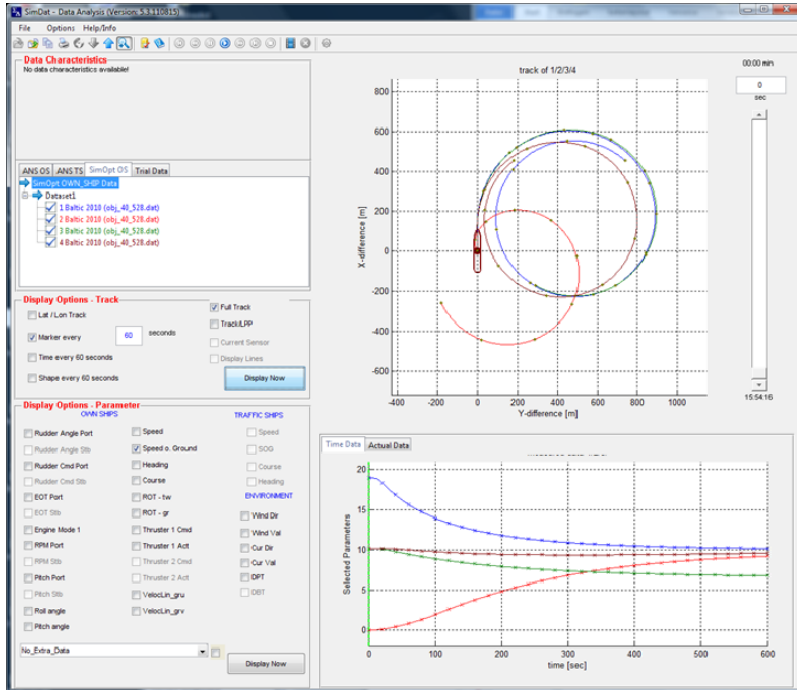 SimDat - Data Analysis (Version: 5.3.110815)
File Options Help/Info
Data Characteristics
No data characteristics available!
ANS OS ANS TS SimOpt OS Trial Data
SimOpt OWN_SHIP Data
Dataset1
1 Baltic 2010 (obj_40_528.dat)
2 Baltic 2010 (obj_40_528.dat)
3 Baltic 2010 (obj_40_528.dat)
4 Baltic 2010 (obj_40_528.dat)
Display Options - Track
Lat / Lon Track
Full Track
Marker every 60 seconds
Track/LPP
Current Sensor
Time every 60 seconds
Display Lines
Shape every 60 seconds
Display Now
Display Options - Parameter
OWN SHIPS
TRAFFIC SHIPS
Rudder Angle Port Speed Speed
Rudder Angle Stb Speed o. Ground SOG
Rudder Cmd Port Heading Course
Rudder Cmd Stb Course Heading
EOT Port ROT - tw ENVIRONMENT
EOT Stb ROT - gr Wind Dir
Engine Mode 1 Thruster 1 Cmd Wind Val
RPM Port Thruster 1 Act Cur Dir
RPM Stb Thruster 2 Cmd Cur Val
Pitch Port Thruster 2 Act DPT
Pitch Stb VelocLin_gru OBT
Roll angle VelocLin_grv
Pitch angle
No_Extra_Data
Display Now
track of 1/2/3/4
00:00 min
0
sec
15:54:16
X-difference [m]
800
600
400
200
0
-200
-400
-600
-400 -200 0 200 400 600 800 1000
Y-difference [m]
Time Data Actual Data
Selected Parameters
20
15
10
5
0
0 100 200 300 400 500 600
time [sec]